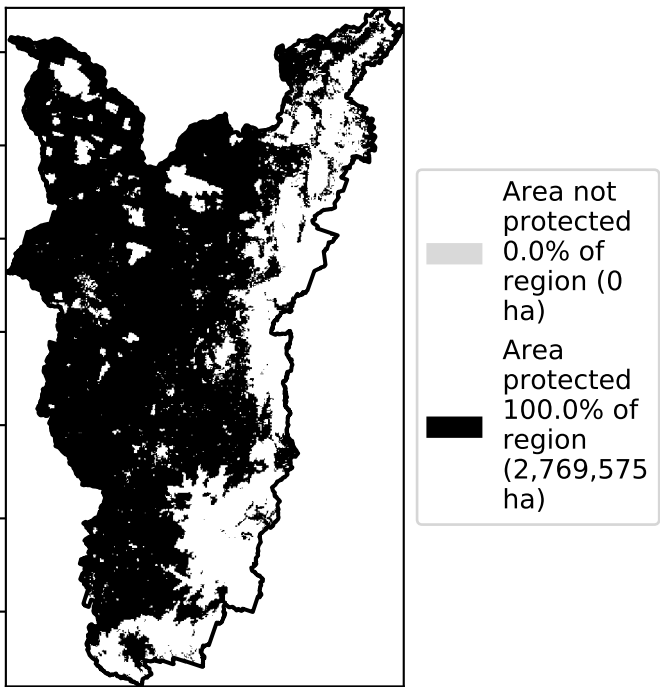 Area not
protected
0.0% of
region (0
ha)
Area
protected
100.0% of
region
(2,769,575
ha)